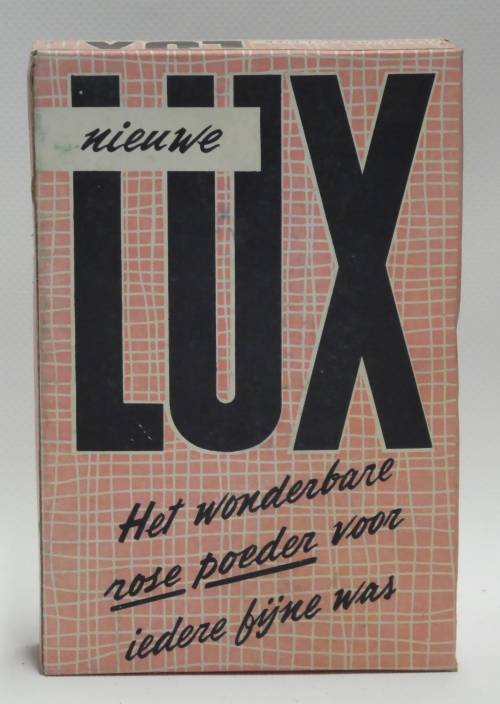 nieuwe
LUX
Het wonderbare
rose poeder voor
iedere fijne was